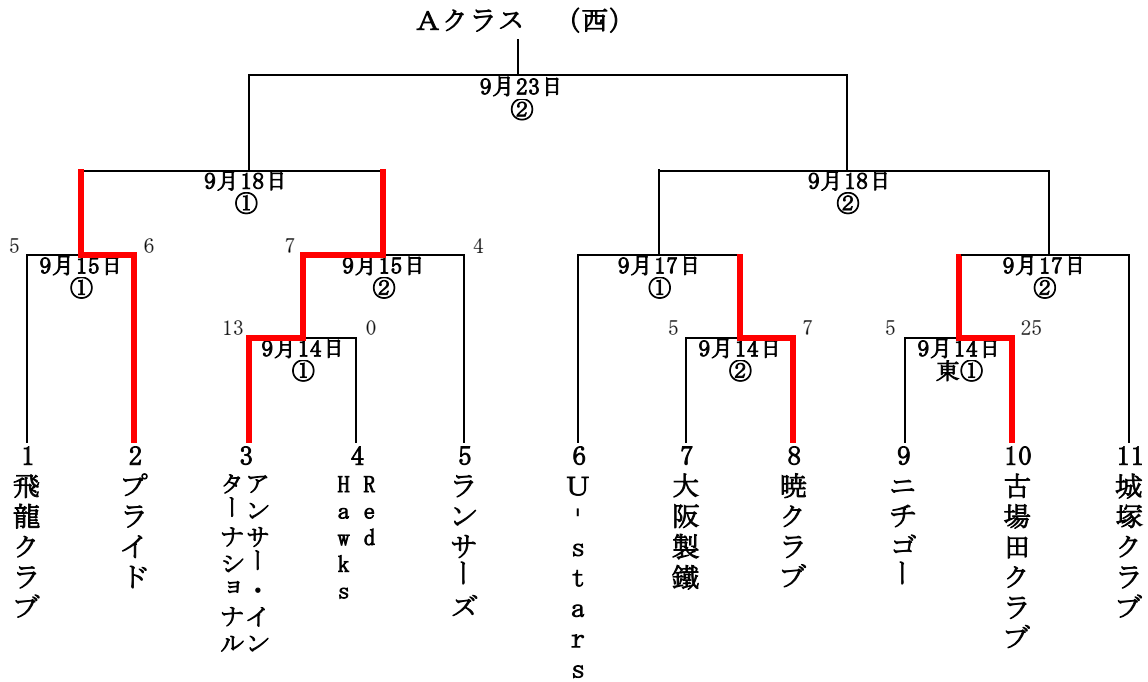 Aクラス　（西）
9月23日
②
9月18日
①
9月18日
②
5
6
7
4
9月15日
①
9月15日
②
9月17日
①
9月17日
②
13
0
5
7
5
25
9月14日
①
9月14日
②
9月14日
東①
1
2
3
4
5
6
7
8
9
10
11
飛龍クラブ
プライド
アンサー・イン
ターナショナル
Red
Hawks
ランサーズ
U'stars
大阪製鐵
暁クラブ
ニチゴー
古場田クラブ
城塚クラブ